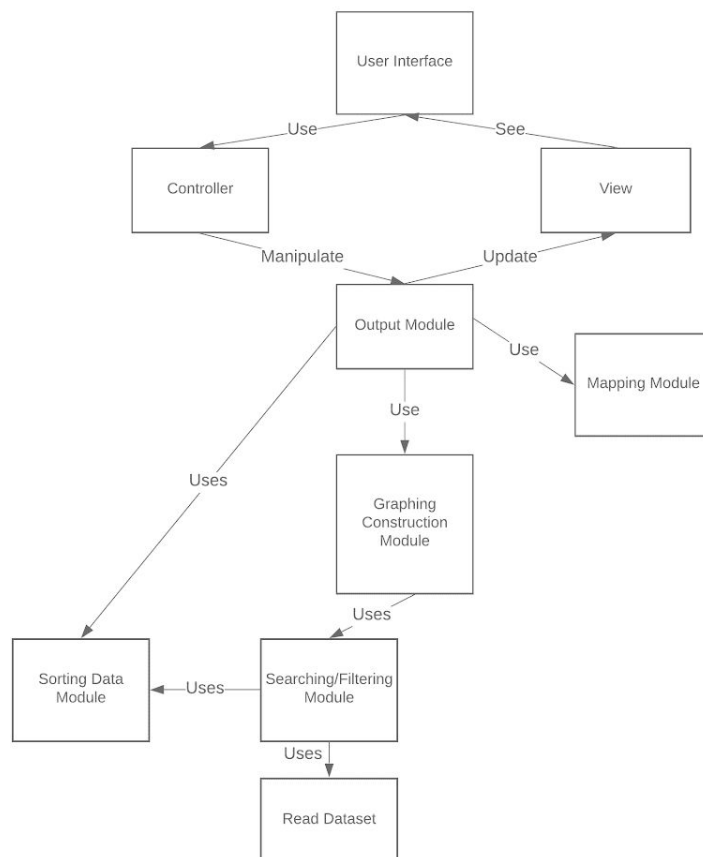 User Interface
Use
See
Controller
View
Manipulate
Update
Output Module
Use
Mapping Module
Use
Graphing
Construction
Module
Uses
Uses
Sorting Data
Module
Uses
Searching/Filtering
Module
Uses
Read Dataset